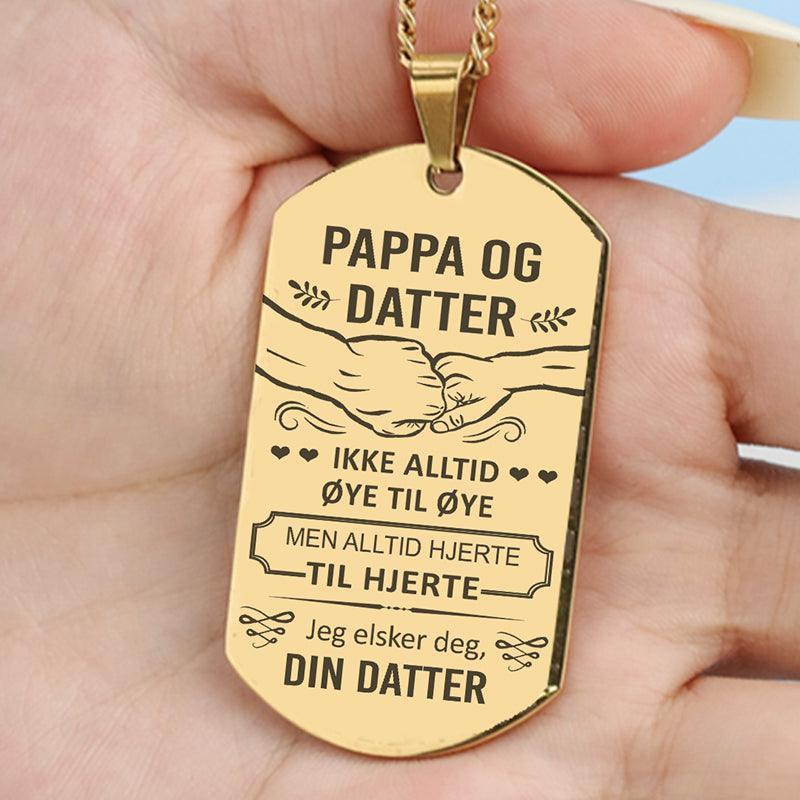 PAPPA OG
DATTER
IKKE ALLTID
ØYE TIL ØYE
MEN ALLTID HJERTE
TIL HJERTE
Jeg elsker deg,
DIN DATTER